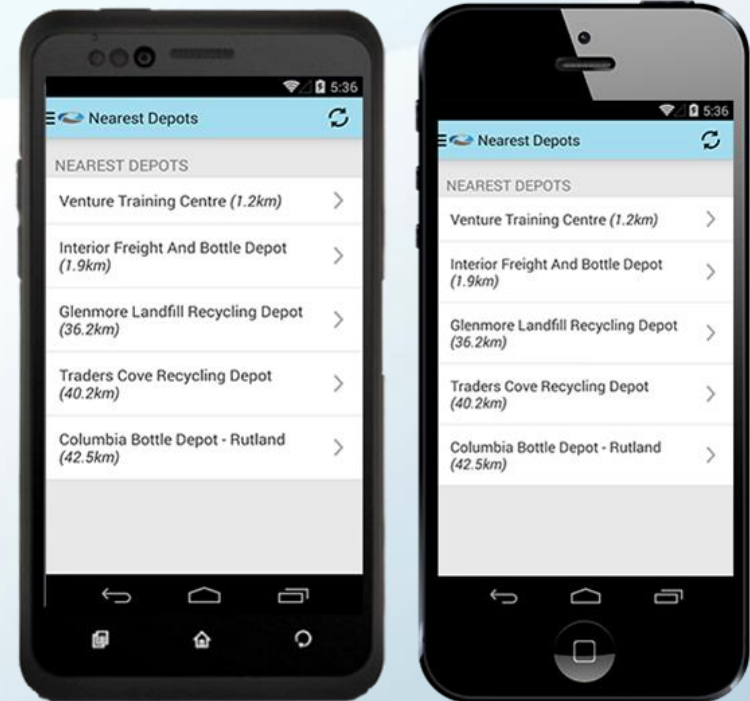 5:36
Nearest Depots
NEAREST DEPOTS
Venture Training Centre (1.2km)
Interior Freight And Bottle Depot
(1.9km)
Glenmore Landfill Recycling Depot
(36.2km)
Traders Cove Recycling Depot
(40.2km)
Columbia Bottle Depot - Rutland
(42.5km)
5:36
Nearest Depots
NEAREST DEPOTS
Venture Training Centre (1.2km)
Interior Freight And Bottle Depot
(1.9km)
Glenmore Landfill Recycling Depot
(36.2km)
Traders Cove Recycling Depot
(40.2km)
Columbia Bottle Depot - Rutland
(42.5km)